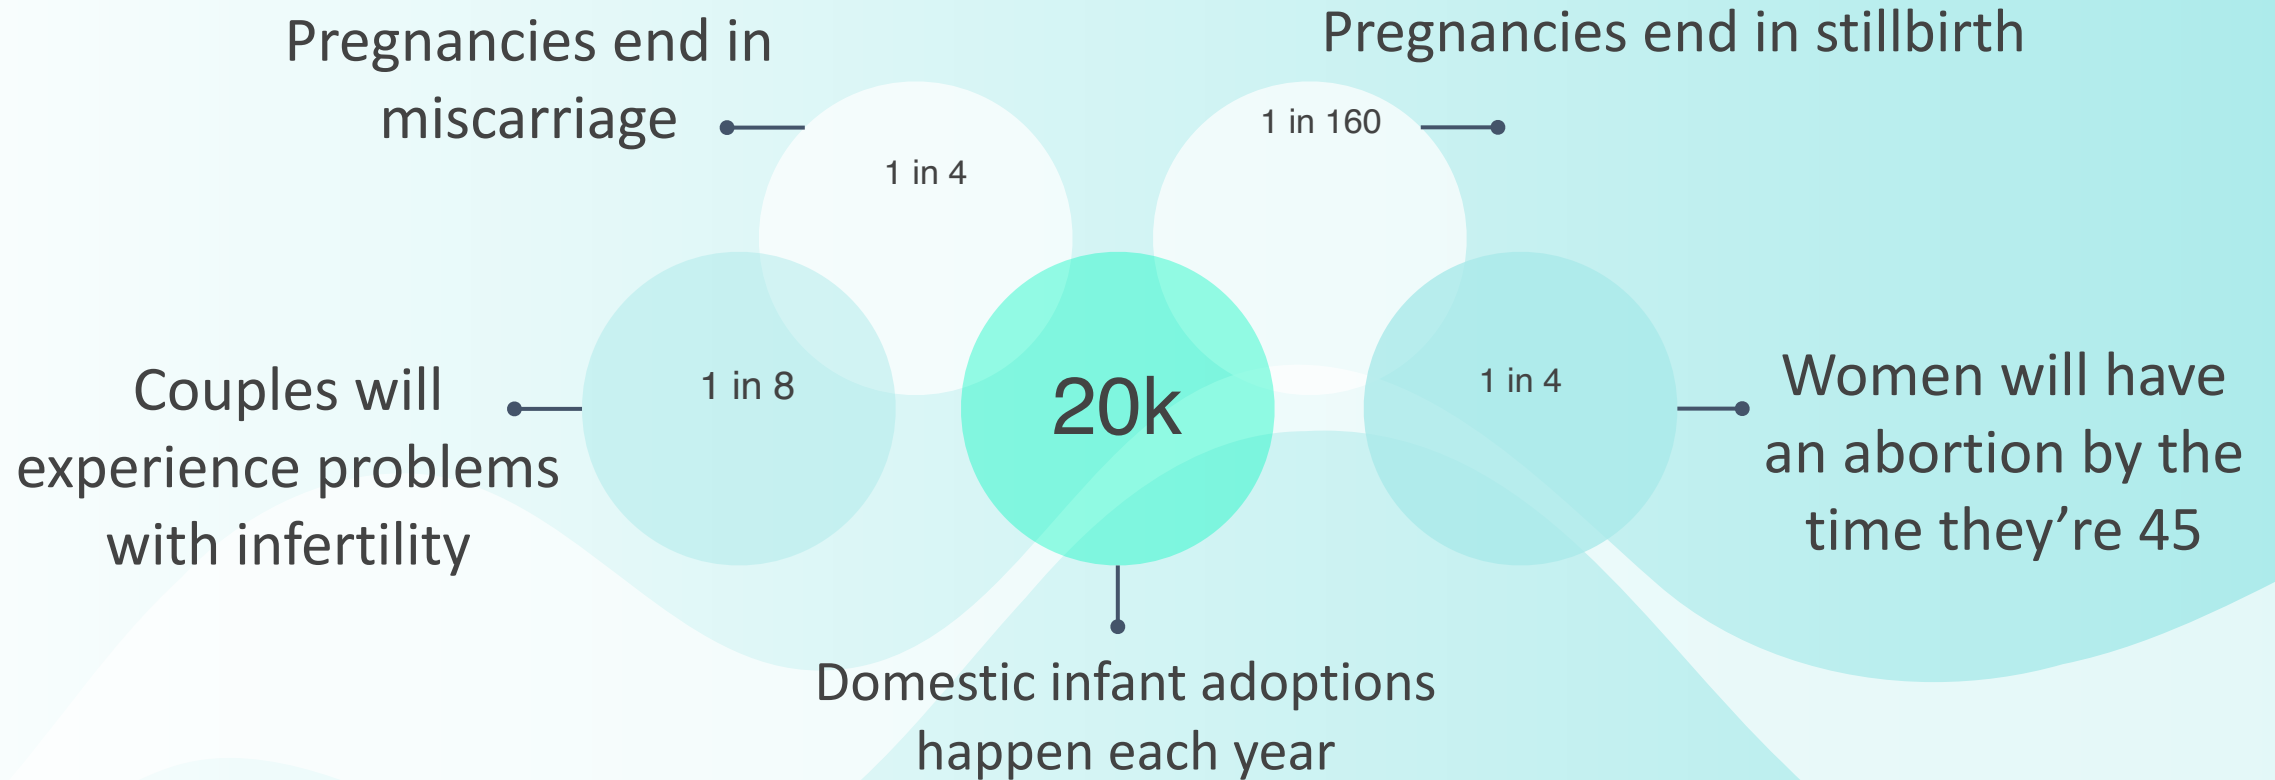 Pregnancies end in
miscarriage
1 in 4
Pregnancies end in stillbirth
1 in 160
Couples will
experience problems
with infertility
1 in 8
20k
Domestic infant adoptions
happen each year
1 in 4
Women will have
an abortion by the
time they’re 45